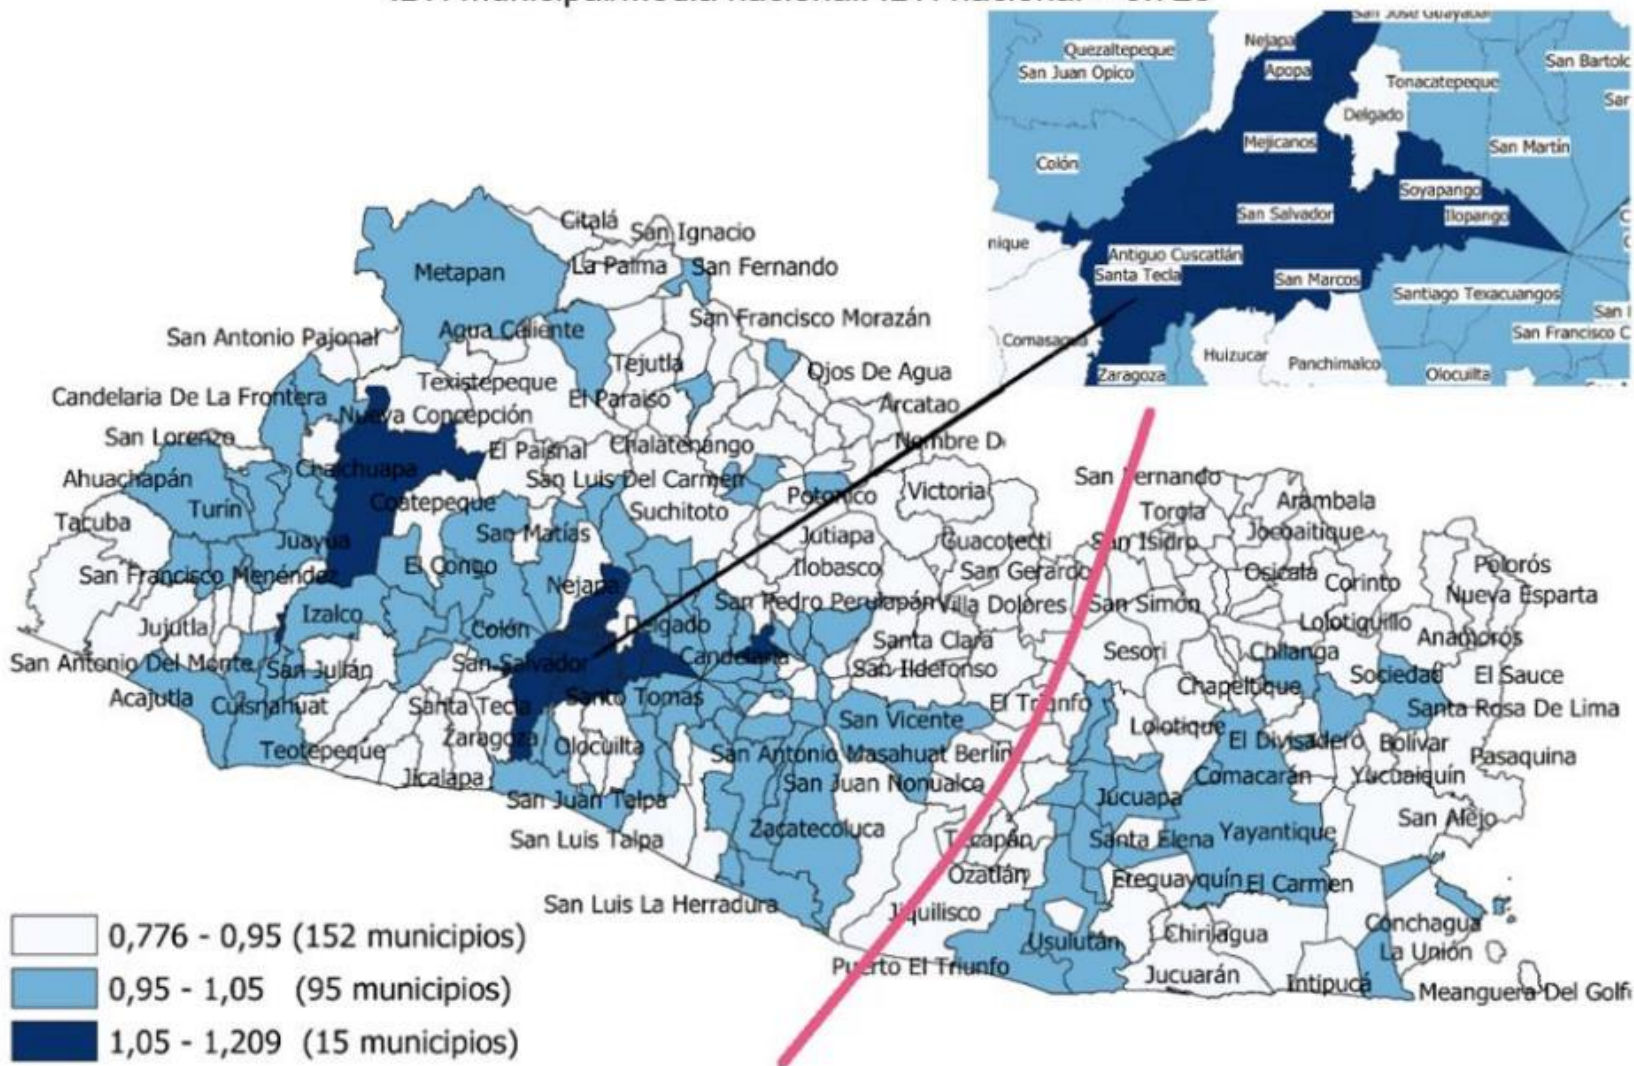 Quezaltepeque
San Juan Opico
Nejapa
Apopa
Tonacatepeque
Delgado
Mejicanos
San Martín
Colón
Soyapango
San Salvador
Ilopango
Antiguo Cuscatlán
Santa Tecla
San Marcos
Santiago Texacuangos
Comasagua
Huizucar
Panchimalco
Zaragoza
Olocuilta
Citalá
San Ignacio
La Palma
San Fernando
Metapan
San Francisco Morazán
San Antonio Pajonal
Agua Caliente
Tejutla
Ojos De Agua
Texistepeque
Candelaria De La Frontera
El Paraiso
Arcatao
Nueva Concepción
San Lorenzo
El Paisnal
Chalatenango
Nombre D
Chalchuapa
Ahuachapán
San Luis Del Carmen
San Fernando
Turín
Coatepeque
Suchitoto
Potonico
Victoria
Arambala
Torola
Tacuba
San Matías
Jutiapa
Guacotecti
San Isidro
Jocoaitique
Juayua
El Congo
Ilobasco
San Gerardo
Osicala
Corinto
Polorós
San Francisco Menéndez
Nejapa
Nueva Esparta
San Pedro Perulapán
Villa Dolores
San Simón
Izalco
Jujutla
Colón
Delgado
Lolotiquillo
Anamorós
Santa Clara
Sesori
Chilanga
San Antonio Del Monte
San Julián
San Salvador
Candelaria
San Ildefonso
Sociedad
El Sauce
Acajutla
Cuisnahuat
Santa Tecla
Santo Tomas
El Triunfo
Chapeltique
Santa Rosa De Lima
San Vicente
Lolotique
Teotepeque
Zaragoza
Olocuilta
San Antonio Masahuat
Berlín
El Divisadero
Bolivar
Pasaquina
Jicalapa
San Juan Nonualco
Comacarán
Yucuaiquín
San Juan Talpa
Jucuapa
San Alejo
San Luis Talpa
Zacatecoluca
Tecapán
Santa Elena
Yayantique
Ozatlán
Ereguayquín
El Carmen
San Luis La Herradura
Jiquilisco
Conchagua
0,776 - 0,95 (152 municipios)
Usulután
Chirilagua
La Unión
Puerto El Triunfo
Jucuarán
Intipucá
0,95 - 1,05 (95 municipios)
Meanguera Del Golf
1,05 - 1,209 (15 municipios)